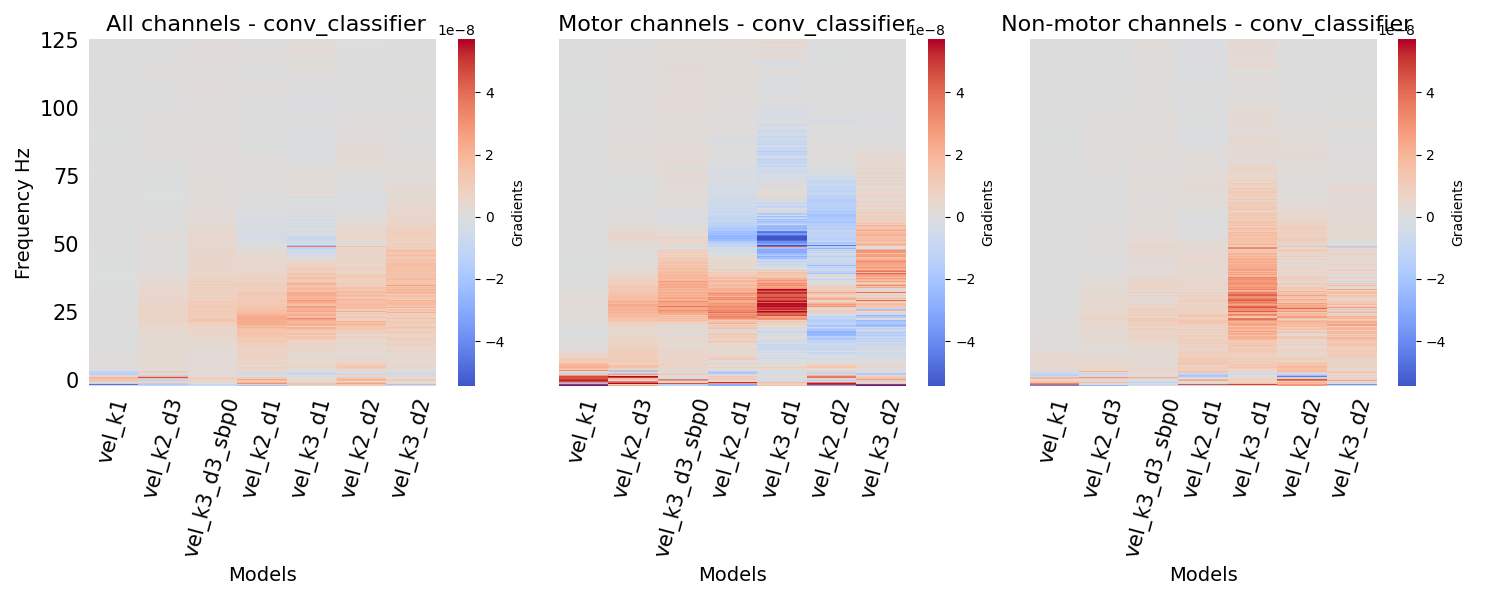 All channels - conv_classifier
Motor channels - conv_classifier
Non-motor channels - conv_classifier
1e−8
1e−8
1e−8
Frequency Hz
125
100
75
50
25
0
4
2
0
−2
−4
Gradients
4
2
0
−2
−4
Gradients
4
2
0
−2
−4
Gradients
vel_k1
vel_k2_d3
vel_k3_d3_sbp0
vel_k2_d1
vel_k3_d1
vel_k2_d2
vel_k3_d2
vel_k1
vel_k2_d3
vel_k3_d3_sbp0
vel_k2_d1
vel_k3_d1
vel_k2_d2
vel_k3_d2
vel_k1
vel_k2_d3
vel_k3_d3_sbp0
vel_k2_d1
vel_k3_d1
vel_k2_d2
vel_k3_d2
Models
Models
Models